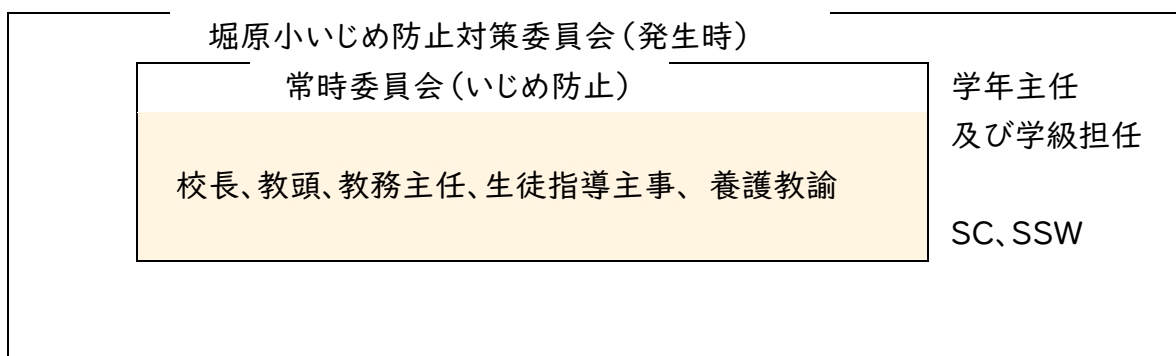 堀原小いじめ防止対策委員会（発生時）
常時委員会（いじめ防止）
学年主任
及び学級担任
校長、教頭、教務主任、生徒指導主事、 養護教諭
SC、SSW